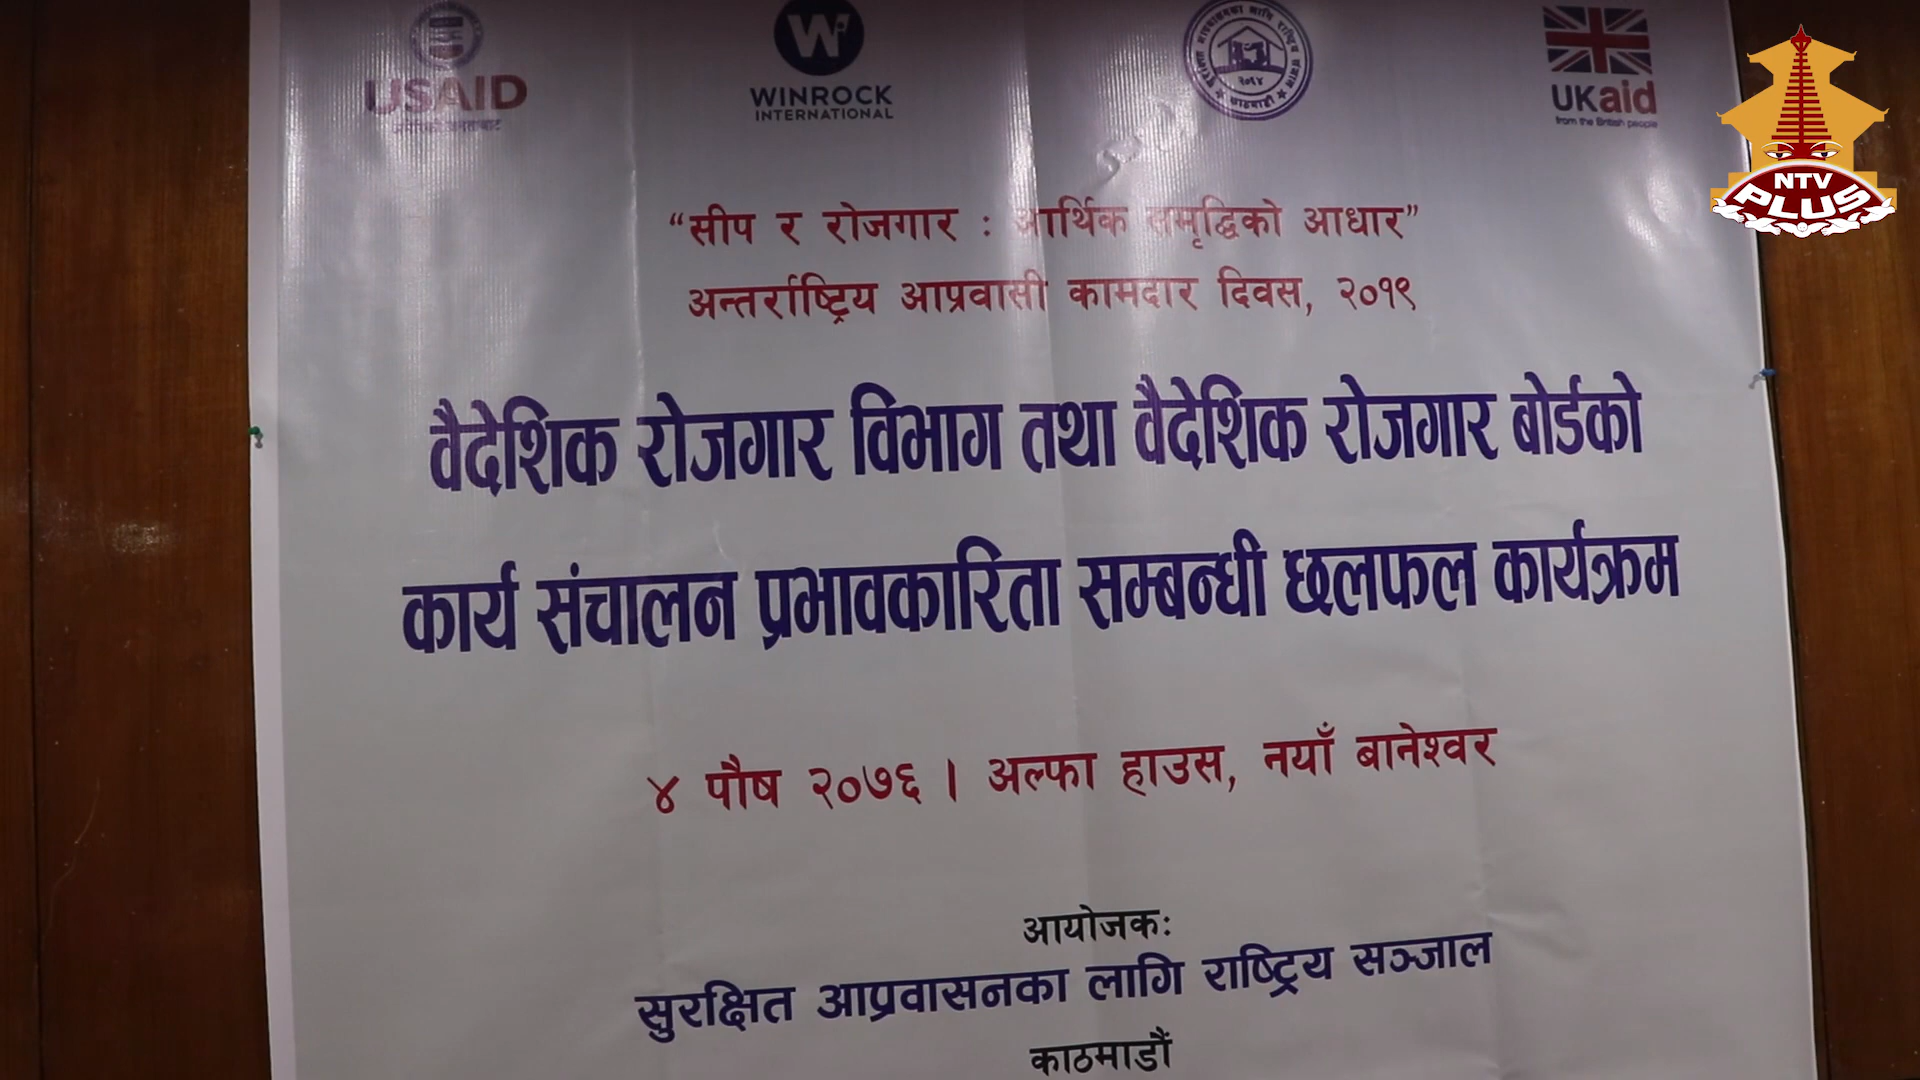 USAID
WINROCK
INTERNATIONAL
२०६४
काठमाडौं
UKaid
from the British people
NTV
PLUS
“सीप र रोजगार : आर्थिक समृद्धिको आधार”
अन्तर्राष्ट्रिय आप्रवासी कामदार दिवस, २०१९
वैदेशिक रोजगार विभाग तथा वैदेशिक रोजगार बोर्डको
कार्य संचालन प्रभावकारिता सम्बन्धी छलफल कार्यक्रम
४ पौष २०७६ । अल्फा हाउस, नयाँ बानेश्वर
आयोजकः
सुरक्षित आप्रवासनका लागि राष्ट्रिय सञ्जाल
काठमाडौं